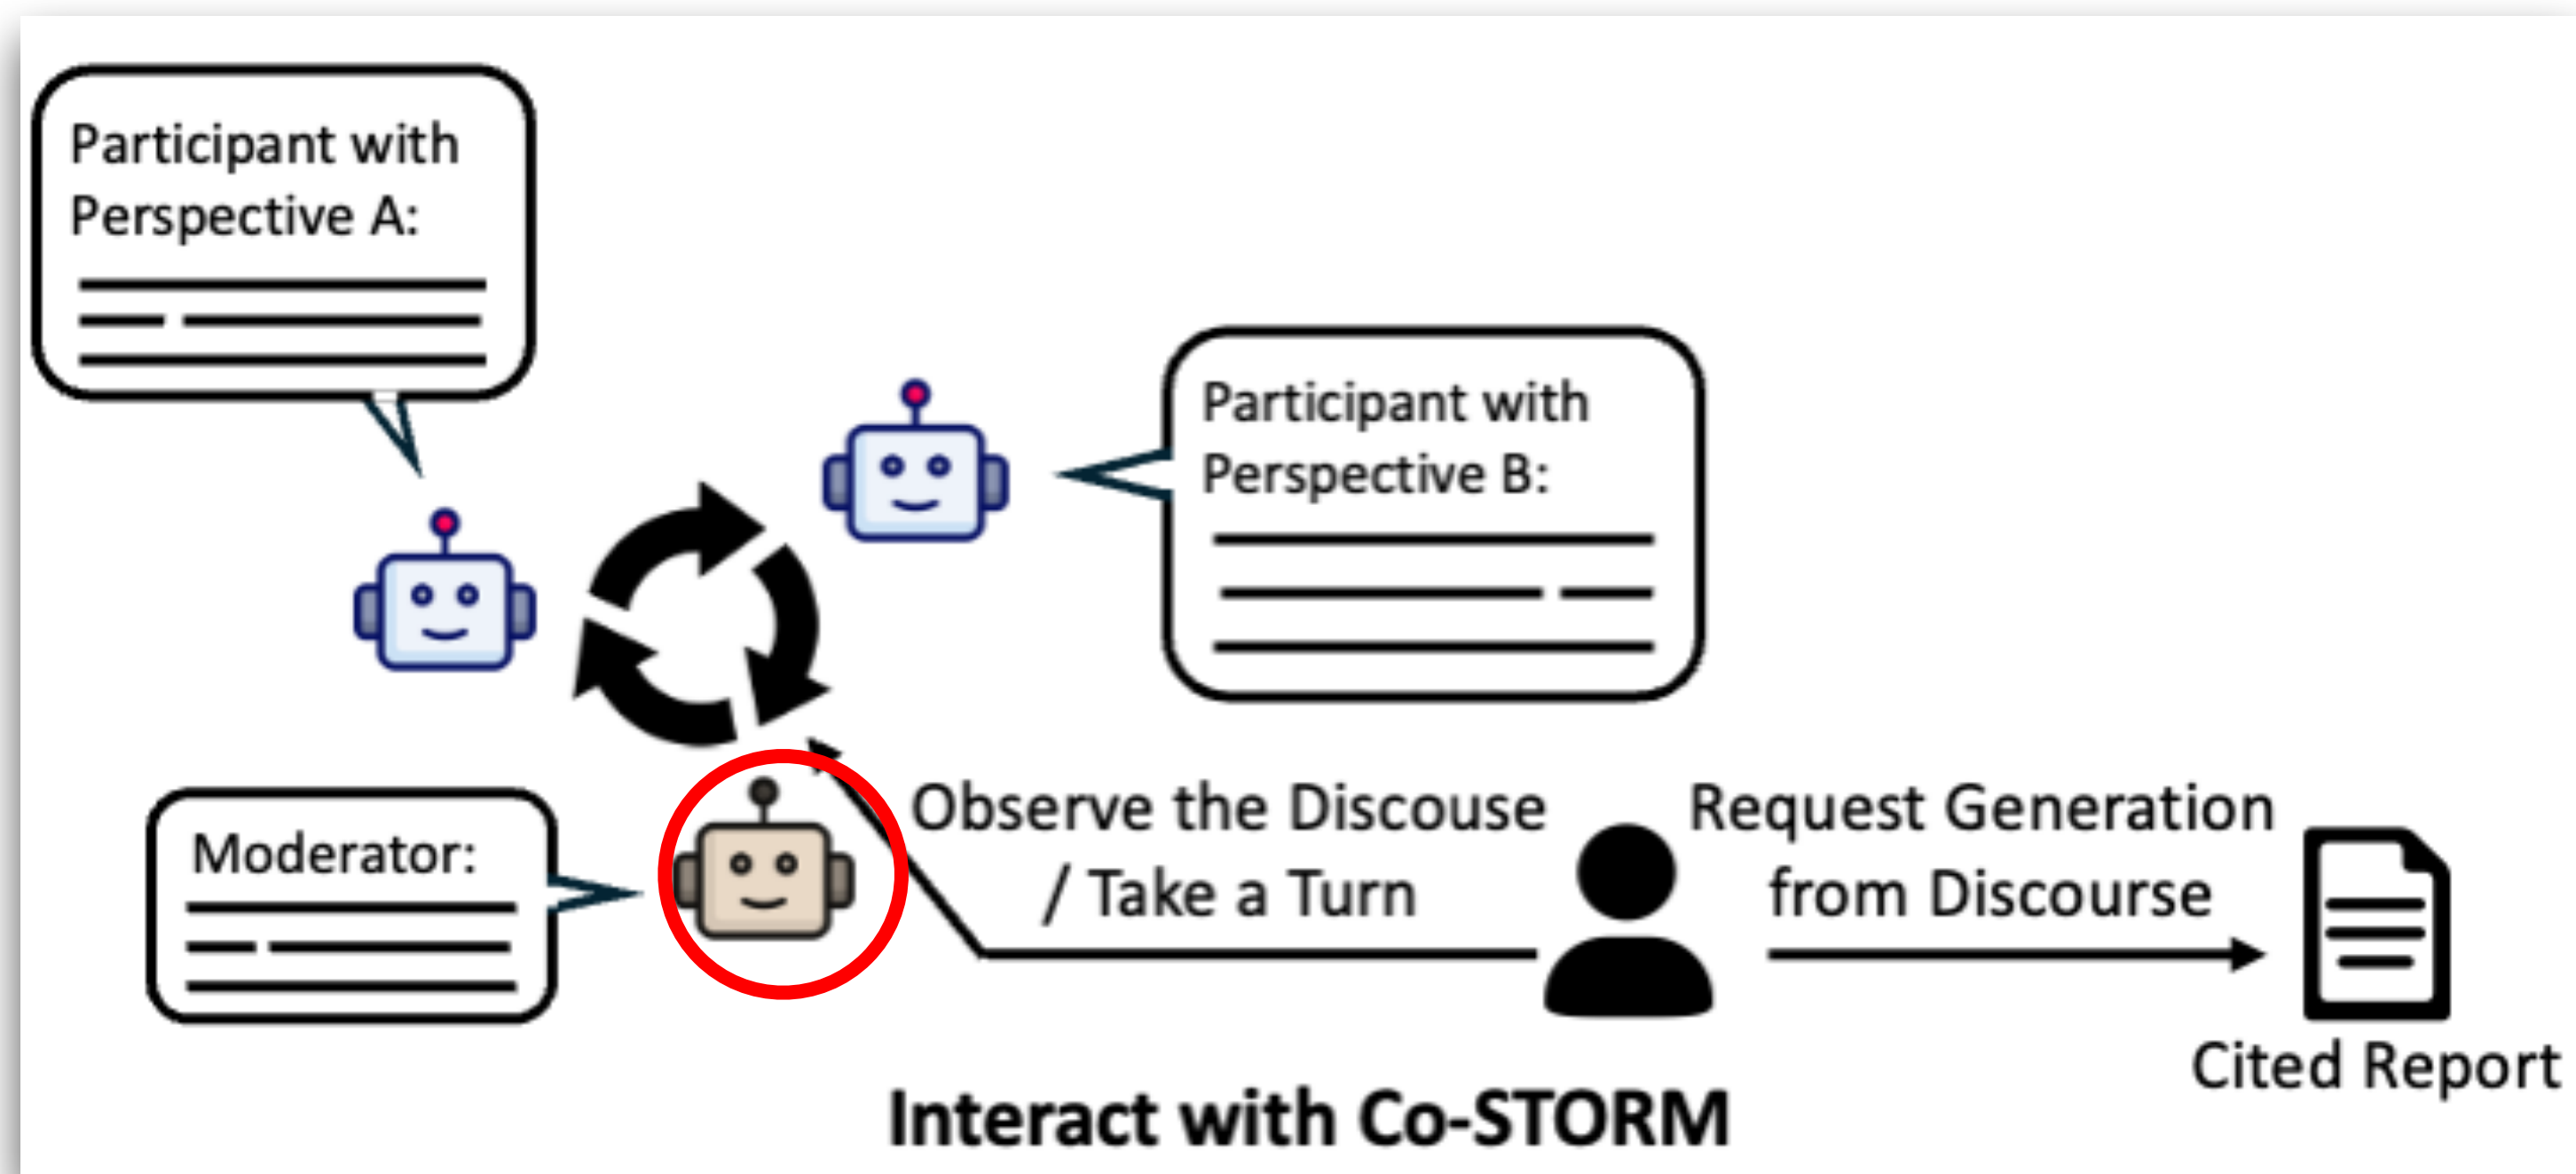 Participant with
Perspective A:
Participant with
Perspective B:
Moderator:
Observe the Discouse
/ Take a Turn
Request Generation
from Discourse
Cited Report
Interact with Co-STORM